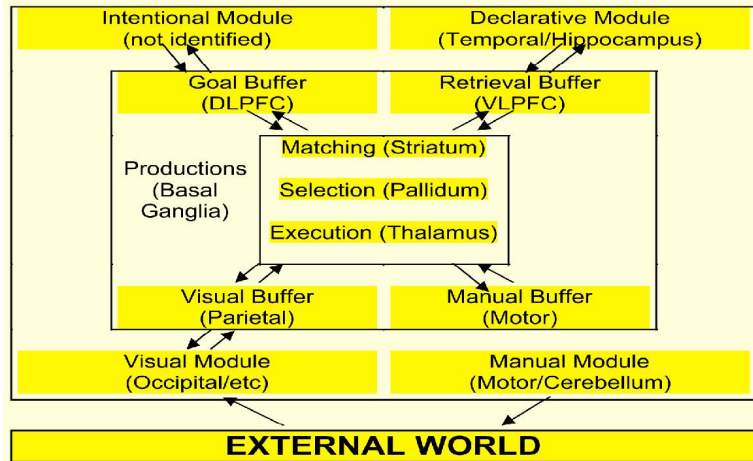 Intentional Module
(not identified)
Declarative Module
(Temporal/Hippocampus)
Goal Buffer
(DLPFC)
Retrieval Buffer
(VLPFC)
Productions
(Basal
Ganglia)
Matching (Striatum)
Selection (Pallidum)
Execution (Thalamus)
Visual Buffer
(Parietal)
Manual Buffer
(Motor)
Visual Module
(Occipital/etc)
Manual Module
(Motor/Cerebellum)
EXTERNAL WORLD